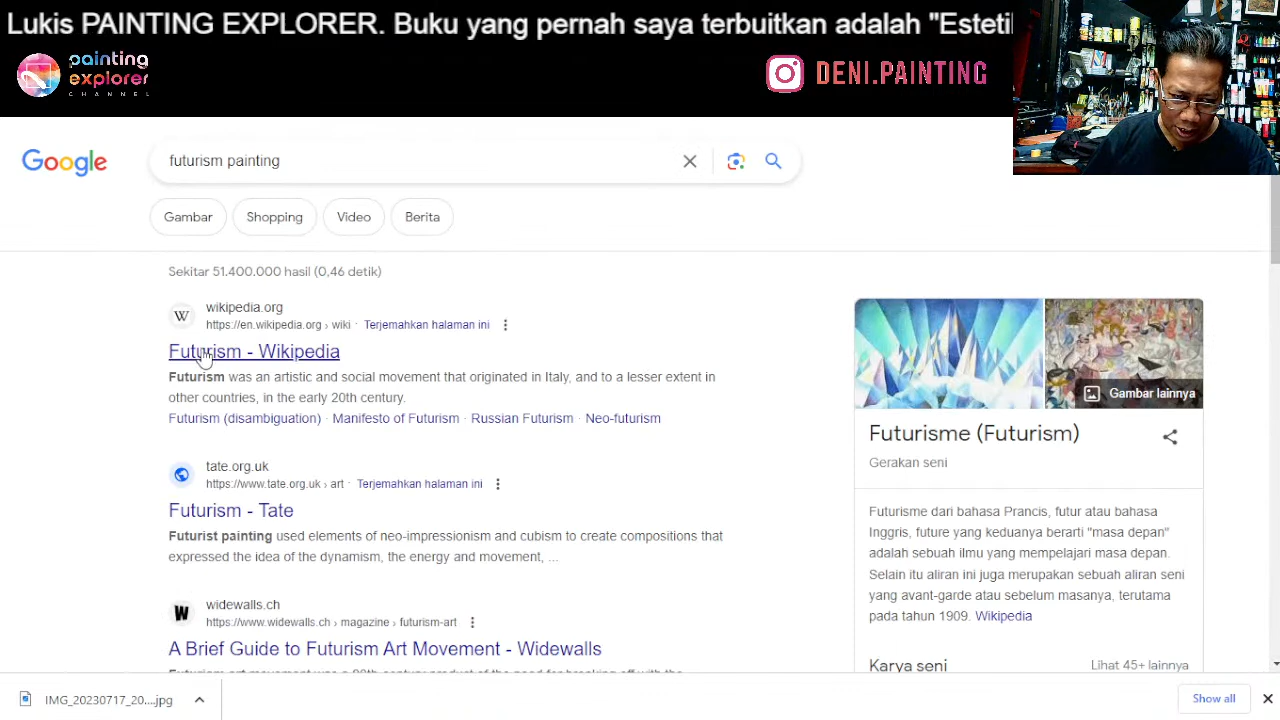 Lukis PAINTING EXPLORER. Buku yang pernah saya terbuitkan adalah "Esteti
painting
explorer
CHANNEL
DENI.PAINTING
Google
futurism painting
Gambar
Shopping
Video
Berita
Sekitar 51.400.000 hasil (0,46 detik)
W
wikipedia.org
https://en.wikipedia.org › wiki · Terjemahkan halaman ini
Futurism - Wikipedia
Futurism was an artistic and social movement that originated in Italy, and to a lesser extent in
other countries, in the early 20th century.
Futurism (disambiguation) · Manifesto of Futurism · Russian Futurism · Neo-futurism
tate.org.uk
https://www.tate.org.uk › art · Terjemahkan halaman ini
Futurism - Tate
Futurist painting used elements of neo-impressionism and cubism to create compositions that
expressed the idea of the dynamism, the energy and movement, ...
W
widewalls.ch
https://www.widewalls.ch › magazine › futurism-art
A Brief Guide to Futurism Art Movement - Widewalls
Gambar lainnya
Futurisme (Futurism)
Gerakan seni
Futurisme dari bahasa Prancis, futur atau bahasa
Inggris, future yang keduanya berarti "masa depan"
adalah sebuah ilmu yang mempelajari masa depan.
Selain itu aliran ini juga merupakan sebuah aliran seni
yang avant-garde atau sebelum masanya, terutama
pada tahun 1909. Wikipedia
Karya seni
Lihat 45+ lainnya
IMG_20230717_20....jpg
Show all